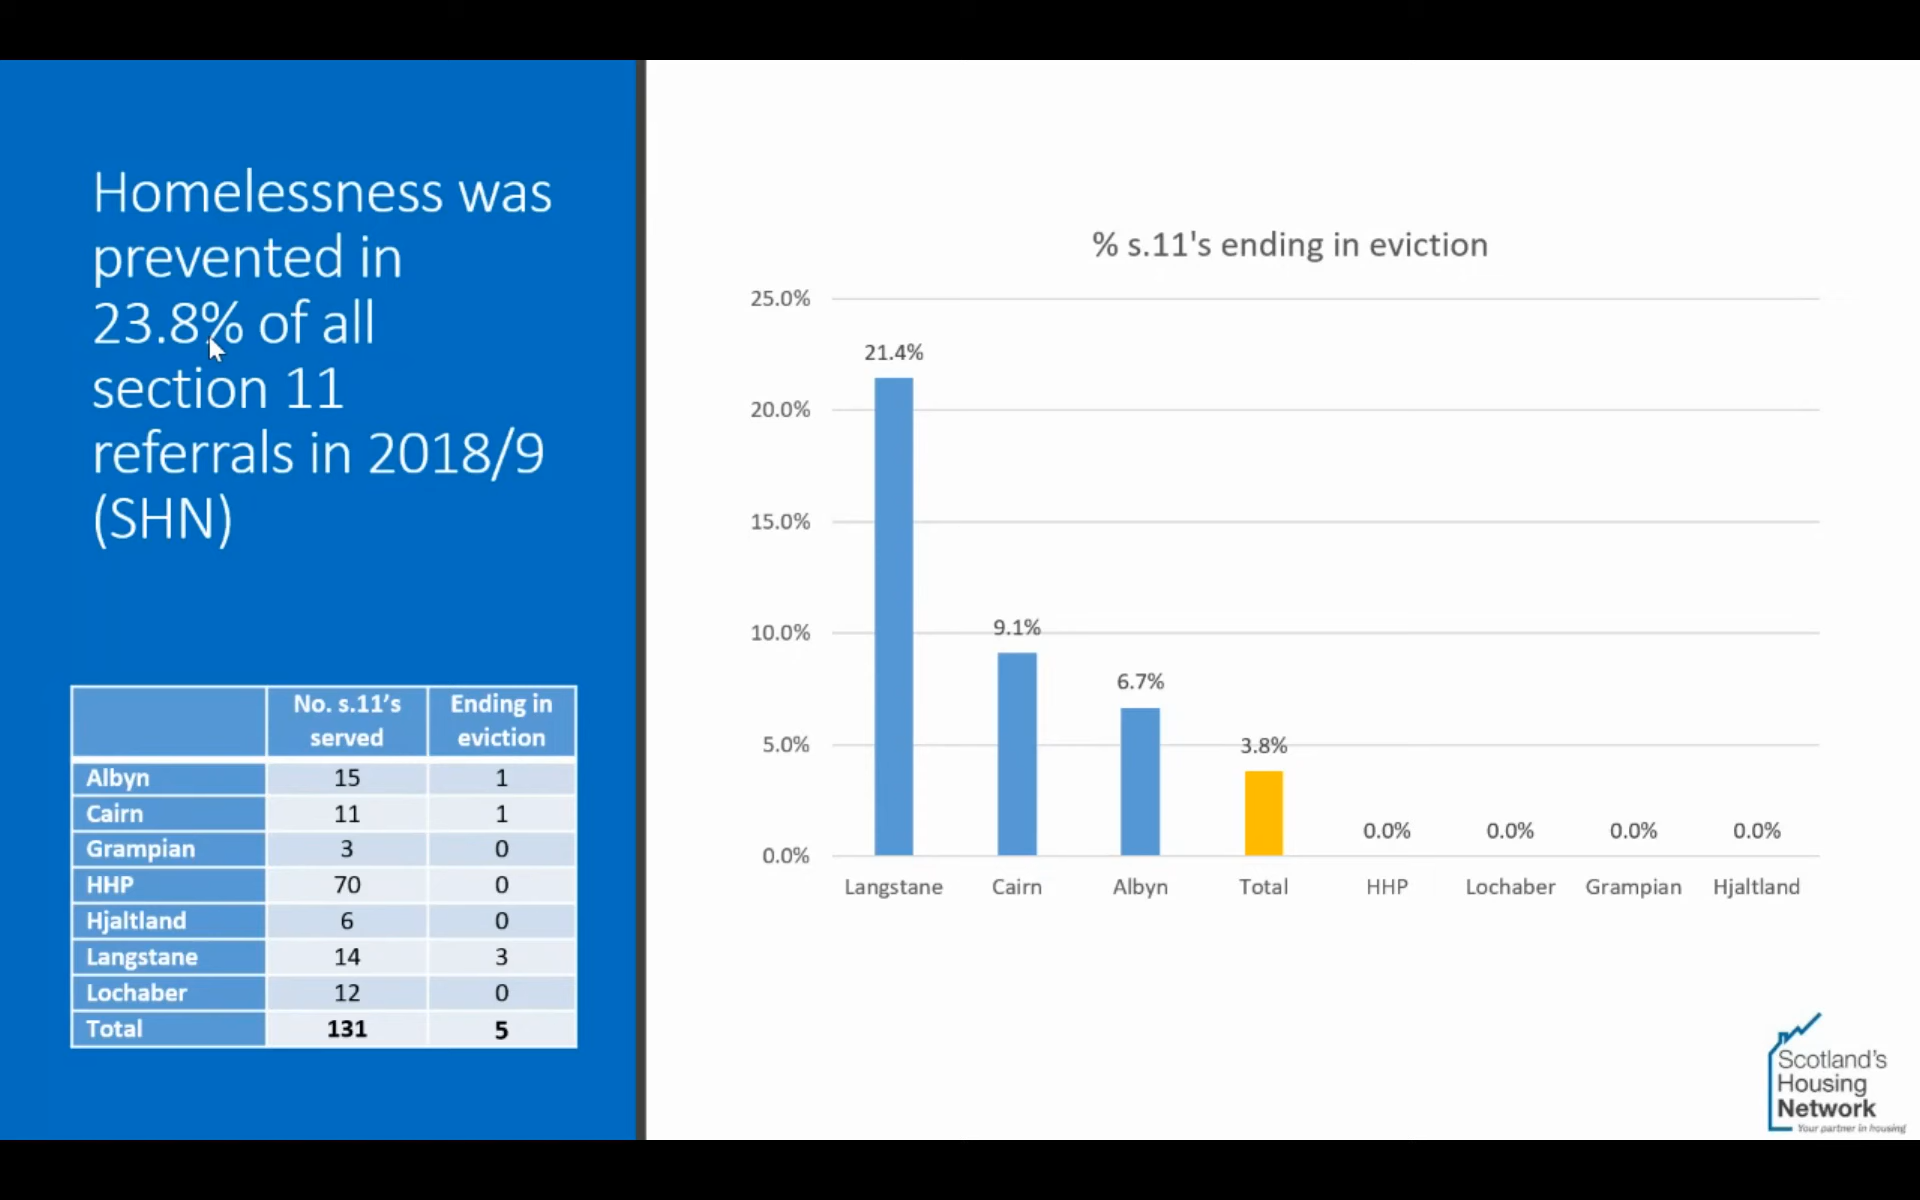 Homelessness was
prevented in
23.8% of all
section 11
referrals in 2018/9
(SHN)
No. s.11's served Ending in eviction
Albyn 15 1
Cairn 11 1
Grampian 3 0
HHP 70 0
Hjaltland 6 0
Langstane 14 3
Lochaber 12 0
Total 131 5
% s.11's ending in eviction
25.0%
20.0%
15.0%
10.0%
5.0%
0.0%
21.4% 9.1% 6.7% 3.8% 0.0% 0.0% 0.0% 0.0%
Langstane Cairn Albyn Total HHP Lochaber Grampian Hjaltland
Scotland's
Housing
Network
Your partner in housing